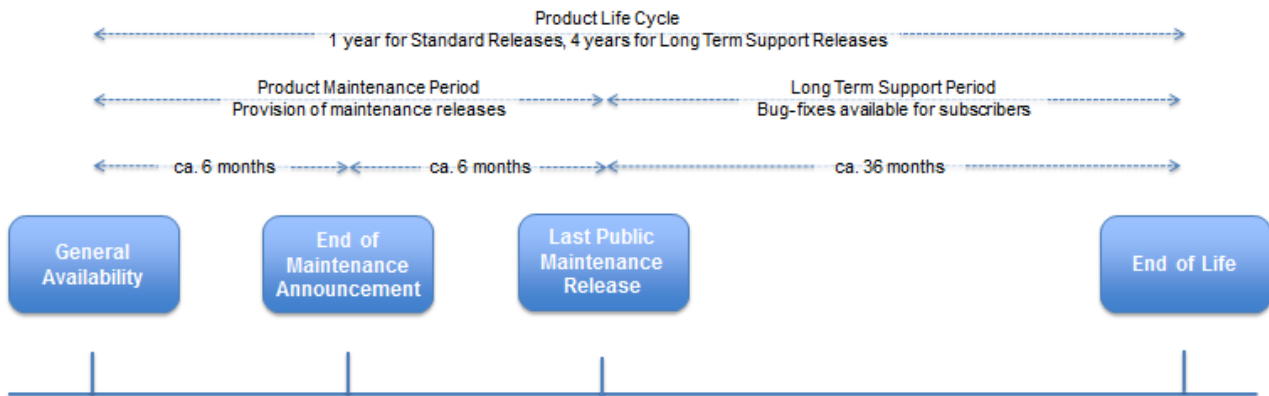 Product Life Cycle
1 year for Standard Releases, 4 years for Long Term Support Releases
Product Maintenance Period
Provision of maintenance releases
Long Term Support Period
Bug-fixes available for subscribers
ca. 6 months
ca. 6 months
ca. 36 months
General
Availability
End of
Maintenance
Announcement
Last Public
Maintenance
Release
End of Life